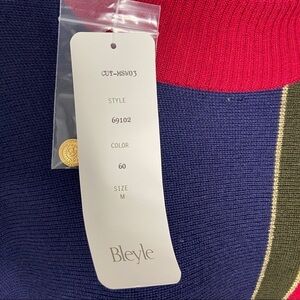 CUT-MSW03
STYLE
69102
COLOR
60
SIZE
M
Bleyle